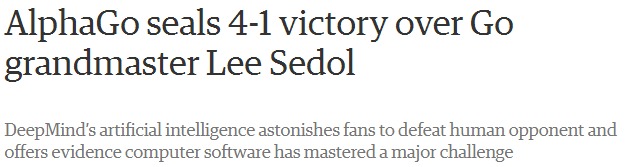 AlphaGo seals 4-1 victory over Go
grandmaster Lee Sedol
DeepMind's artificial intelligence astonishes fans to defeat human opponent and
offers evidence computer software has mastered a major challenge